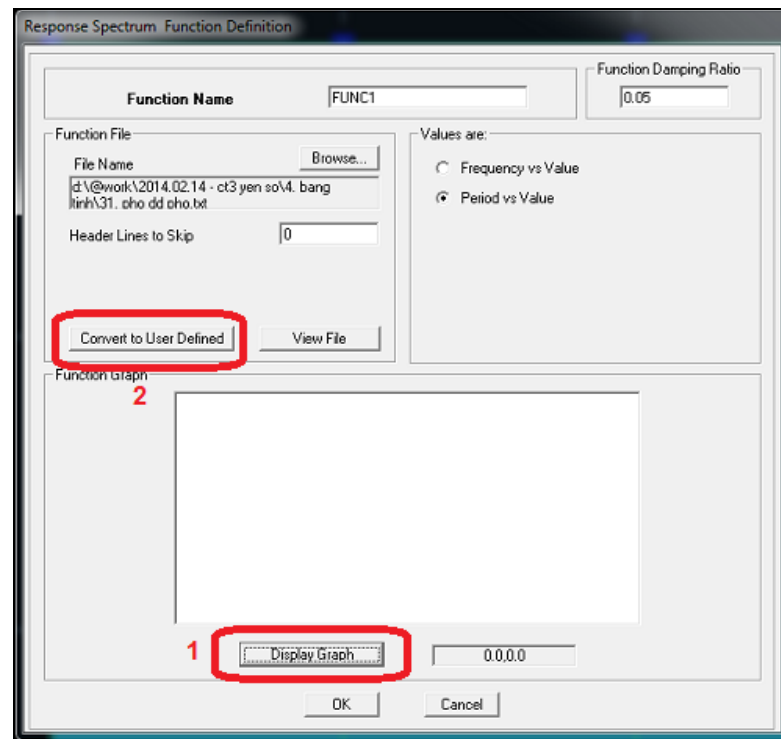 Response Spectrum Function Definition
Function Damping Ratio
Function Name
FUNC1
0.05
Function File
Values are:
File Name
Browse...
Frequency vs Value
d:\@work\2014.02.14 - ct3 yen so\4. bang
tinh\31. pho dd pho.txt
Period vs Value
Header Lines to Skip
0
Convert to User Defined
View File
Function Graph
2
1
Display Graph
0.0,0.0
OK
Cancel